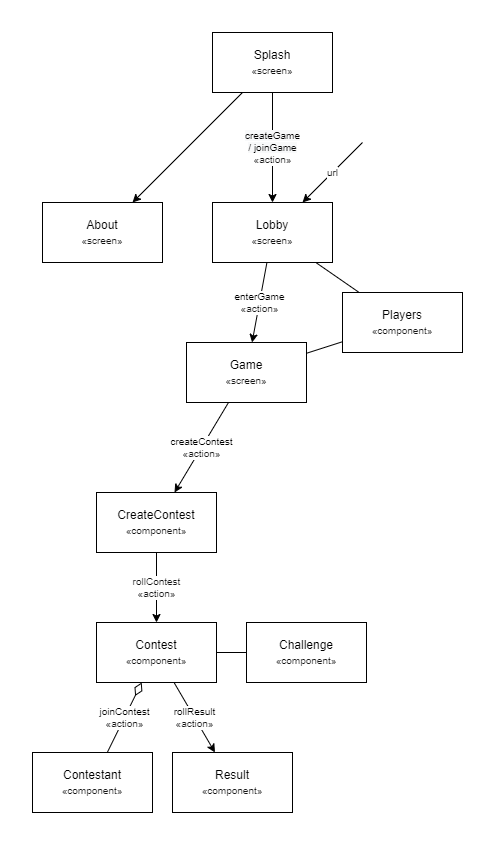 Splash
«screen»
createGame
/ joinGame
«action»
url
About
«screen»
Lobby
«screen»
enterGame
«action»
Players
«component»
Game
«screen»
createContest
«action»
CreateContest
«component»
rollContest
«action»
Contest
«component»
Challenge
«component»
joinContest
«action»
rollResult
«action»
Contestant
«component»
Result
«component»